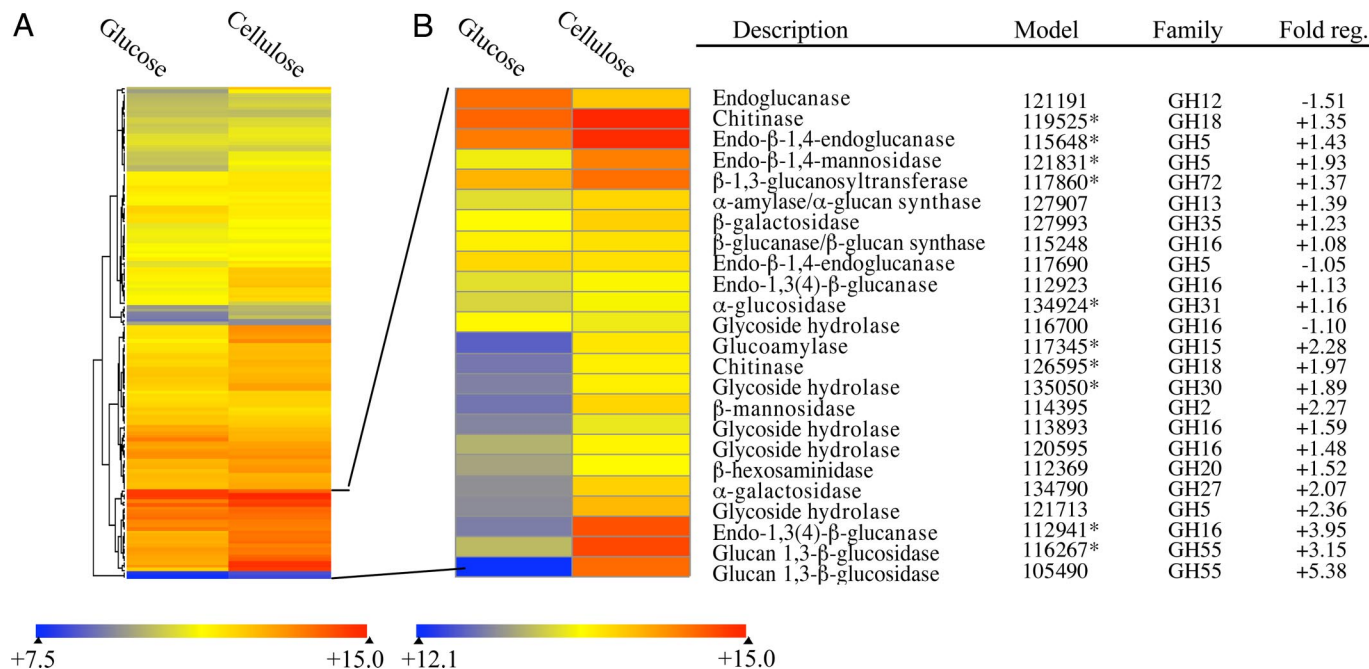 A
Glucose
Cellulose
B
Glucose
Cellulose
Description Model Family Fold reg.
Endoglucanase 121191 GH12 -1.51
Chitinase 119525* GH18 +1.35
Endo-β-1,4-endoglucanase 115648* GH5 +1.43
Endo-β-1,4-mannosidase 121831* GH5 +1.93
β-1,3-glucanosyltransferase 117860* GH72 +1.37
α-amylase/α-glucan synthase 127907 GH13 +1.39
β-galactosidase 127993 GH35 +1.23
β-glucanase/β-glucan synthase 115248 GH16 +1.08
Endo-β-1,4-endoglucanase 117690 GH5 -1.05
Endo-1,3(4)-β-glucanase 112923 GH16 +1.13
α-glucosidase 134924* GH31 +1.16
Glycoside hydrolase 116700 GH16 -1.10
Glucoamylase 117345* GH15 +2.28
Chitinase 126595* GH18 +1.97
Glycoside hydrolase 135050* GH30 +1.89
β-mannosidase 114395 GH2 +2.27
Glycoside hydrolase 113893 GH16 +1.59
Glycoside hydrolase 120595 GH16 +1.48
β-hexosaminidase 112369 GH20 +1.52
α-galactosidase 134790 GH27 +2.07
Glycoside hydrolase 121713 GH5 +2.36
Endo-1,3(4)-β-glucanase 112941* GH16 +3.95
Glucan 1,3-β-glucosidase 116267* GH55 +3.15
Glucan 1,3-β-glucosidase 105490 GH55 +5.38
+7.5 +15.0 +12.1 +15.0